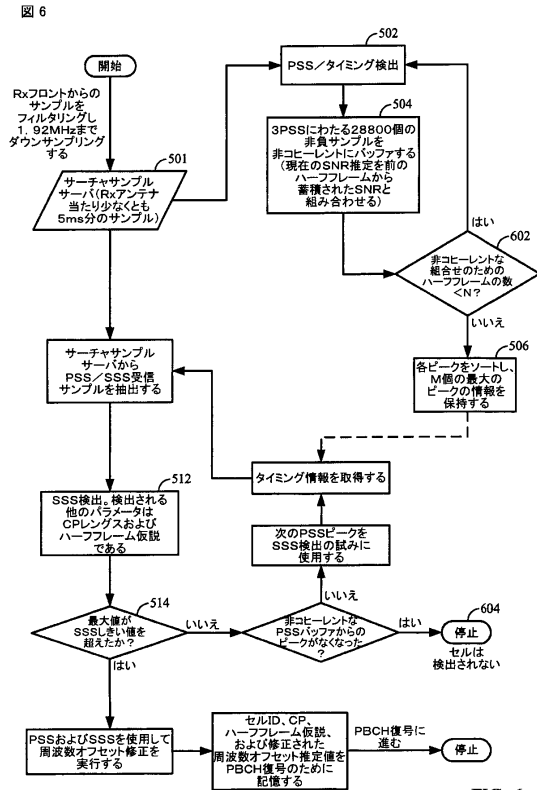 図 6
開始
Rxフロントからの
サンプルを
フィルタリングし
1．92MHzまで
ダウンサンプリング
する
501
サーチャサンプル
サーバ（Rxアンテナ
当たり少なくとも
5ms分のサンプル）
502
PSS／タイミング検出
504
3PSSにわたる28800個の
非負サンプルを
非コヒーレントにバッファする
（現在のSNR推定を前の
ハーフフレームから
蓄積されたSNRと
組み合わせる）
はい
602
非コヒーレントな
組合せのための
ハーフフレームの数
＜N？
いいえ
506
各ピークをソートし、
M個の最大の
ピークの情報を
保持する
サーチャサンプル
サーバから
PSS／SSS受信
サンプルを抽出する
タイミング情報を取得する
512
SSS検出。検出される
他のパラメータは
CPレングスおよび
ハーフフレーム仮説
である
次のPSSピークを
SSS検出の試みに
使用する
いいえ
514
最大値が
SSSしきい値を
超えたか？
いいえ
はい
非コヒーレントな
PSSバッファからの
ピークがなくなった
？
はい
604
停止
セルは
検出されない
PSSおよびSSSを使用して
周波数オフセット修正を
実行する
セルID、CP、
ハーフフレーム仮説、
および修正された
周波数オフセット推定値を
PBCH復号のために
記憶する
PBCH復号に
進む
停止